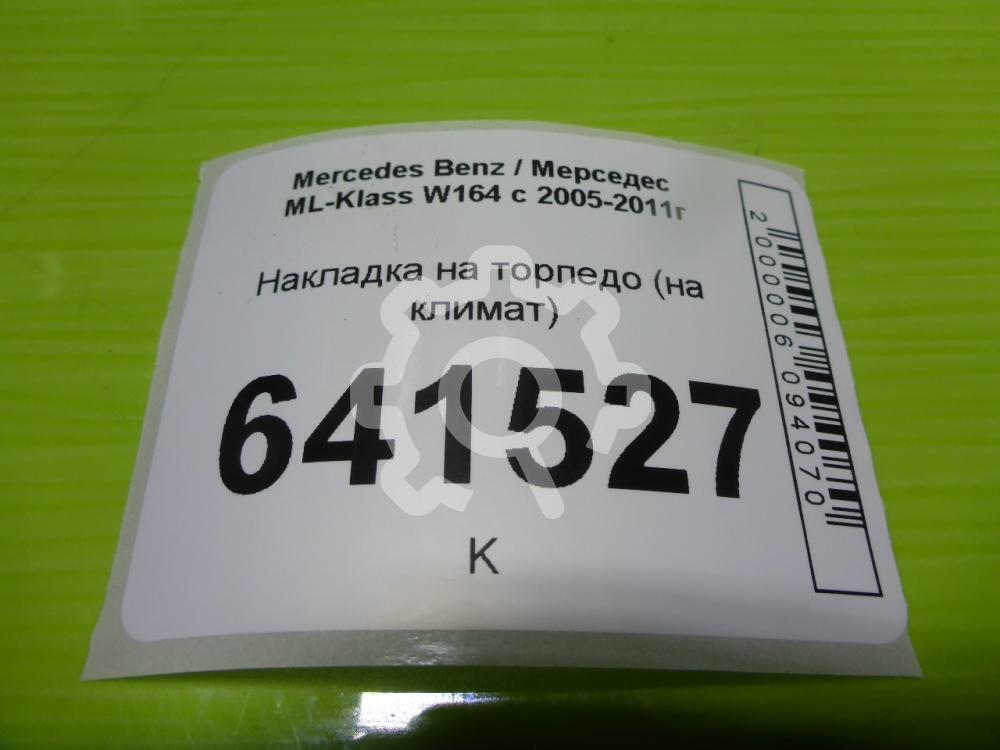 Mercedes Benz / Мерседес
ML-Klass W164 с 2005-2011г
Накладка на торпедо (на
климат)
641527
К
2000006094070